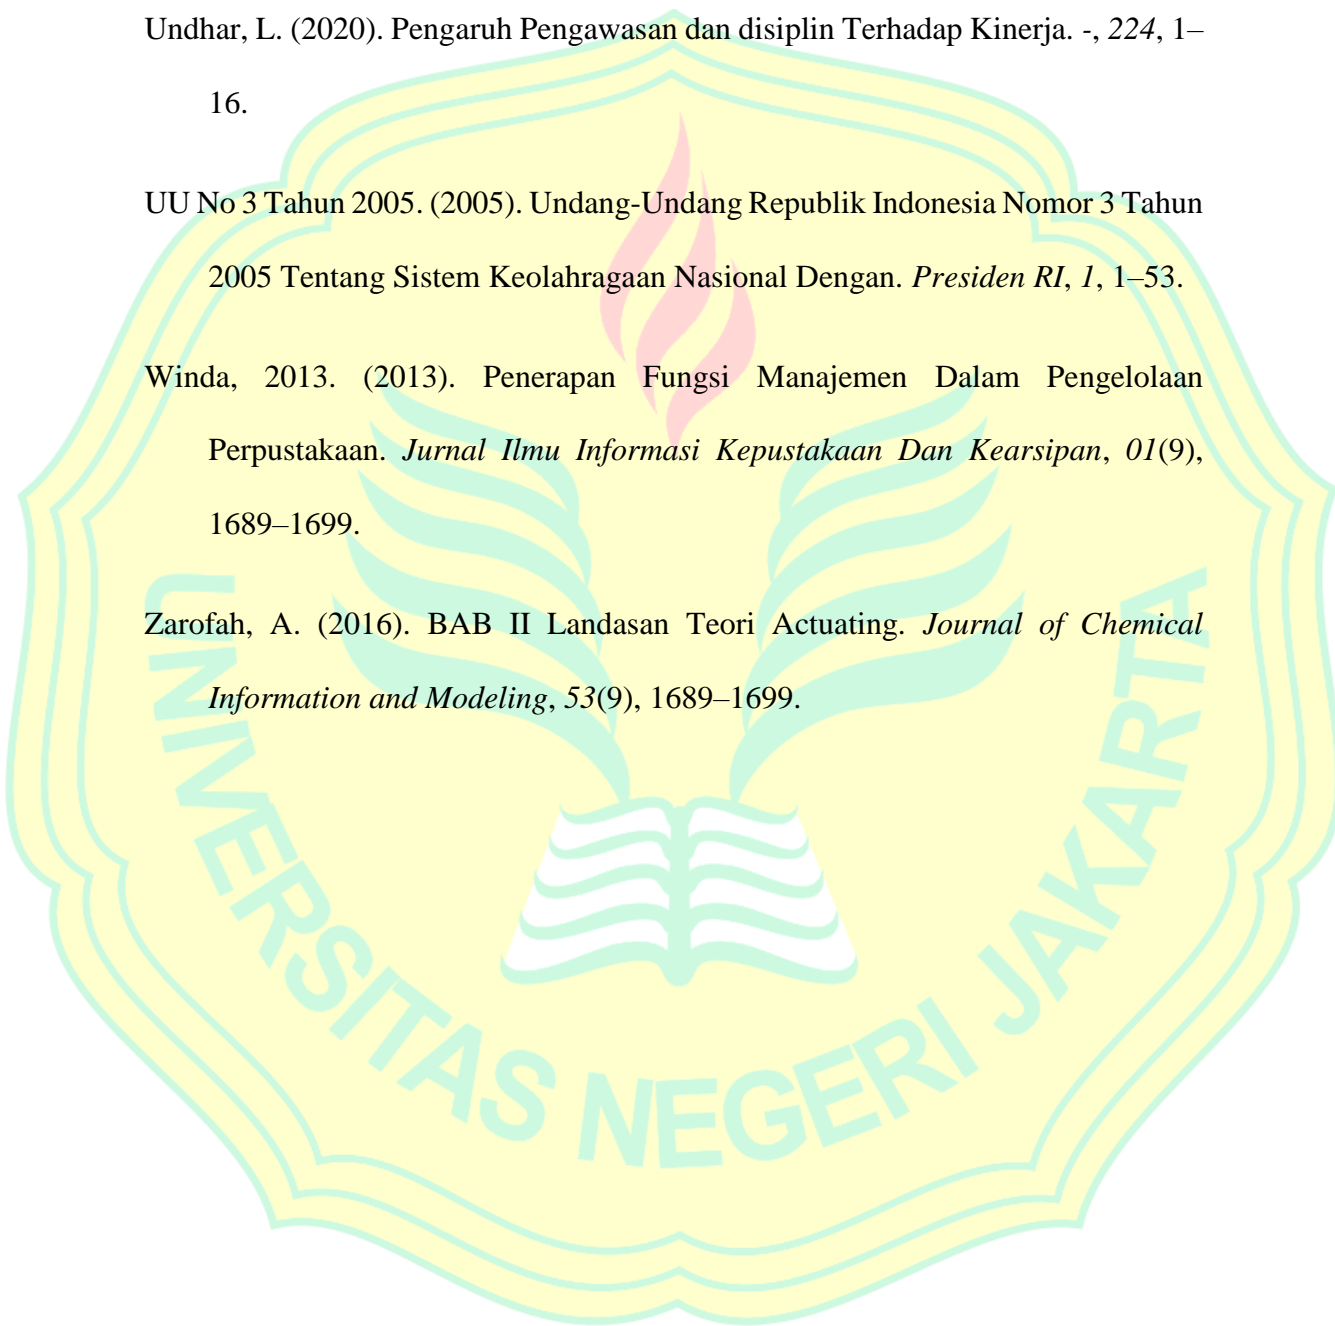 Undhar, L. (2020). Pengaruh Pengawasan dan disiplin Terhadap Kinerja. -, 224, 1–
16.
UU No 3 Tahun 2005. (2005). Undang-Undang Republik Indonesia Nomor 3 Tahun
2005 Tentang Sistem Keolahragaan Nasional Dengan. Presiden RI, 1, 1–53.
Winda, 2013. (2013). Penerapan Fungsi Manajemen Dalam Pengelolaan
Perpustakaan. Jurnal Ilmu Informasi Kepustakaan Dan Kearsipan, 01(9),
1689–1699.
Zarofah, A. (2016). BAB II Landasan Teori Actuating. Journal of Chemical
Information and Modeling, 53(9), 1689–1699.
UNIVERSITAS NEGERI JAKARTA